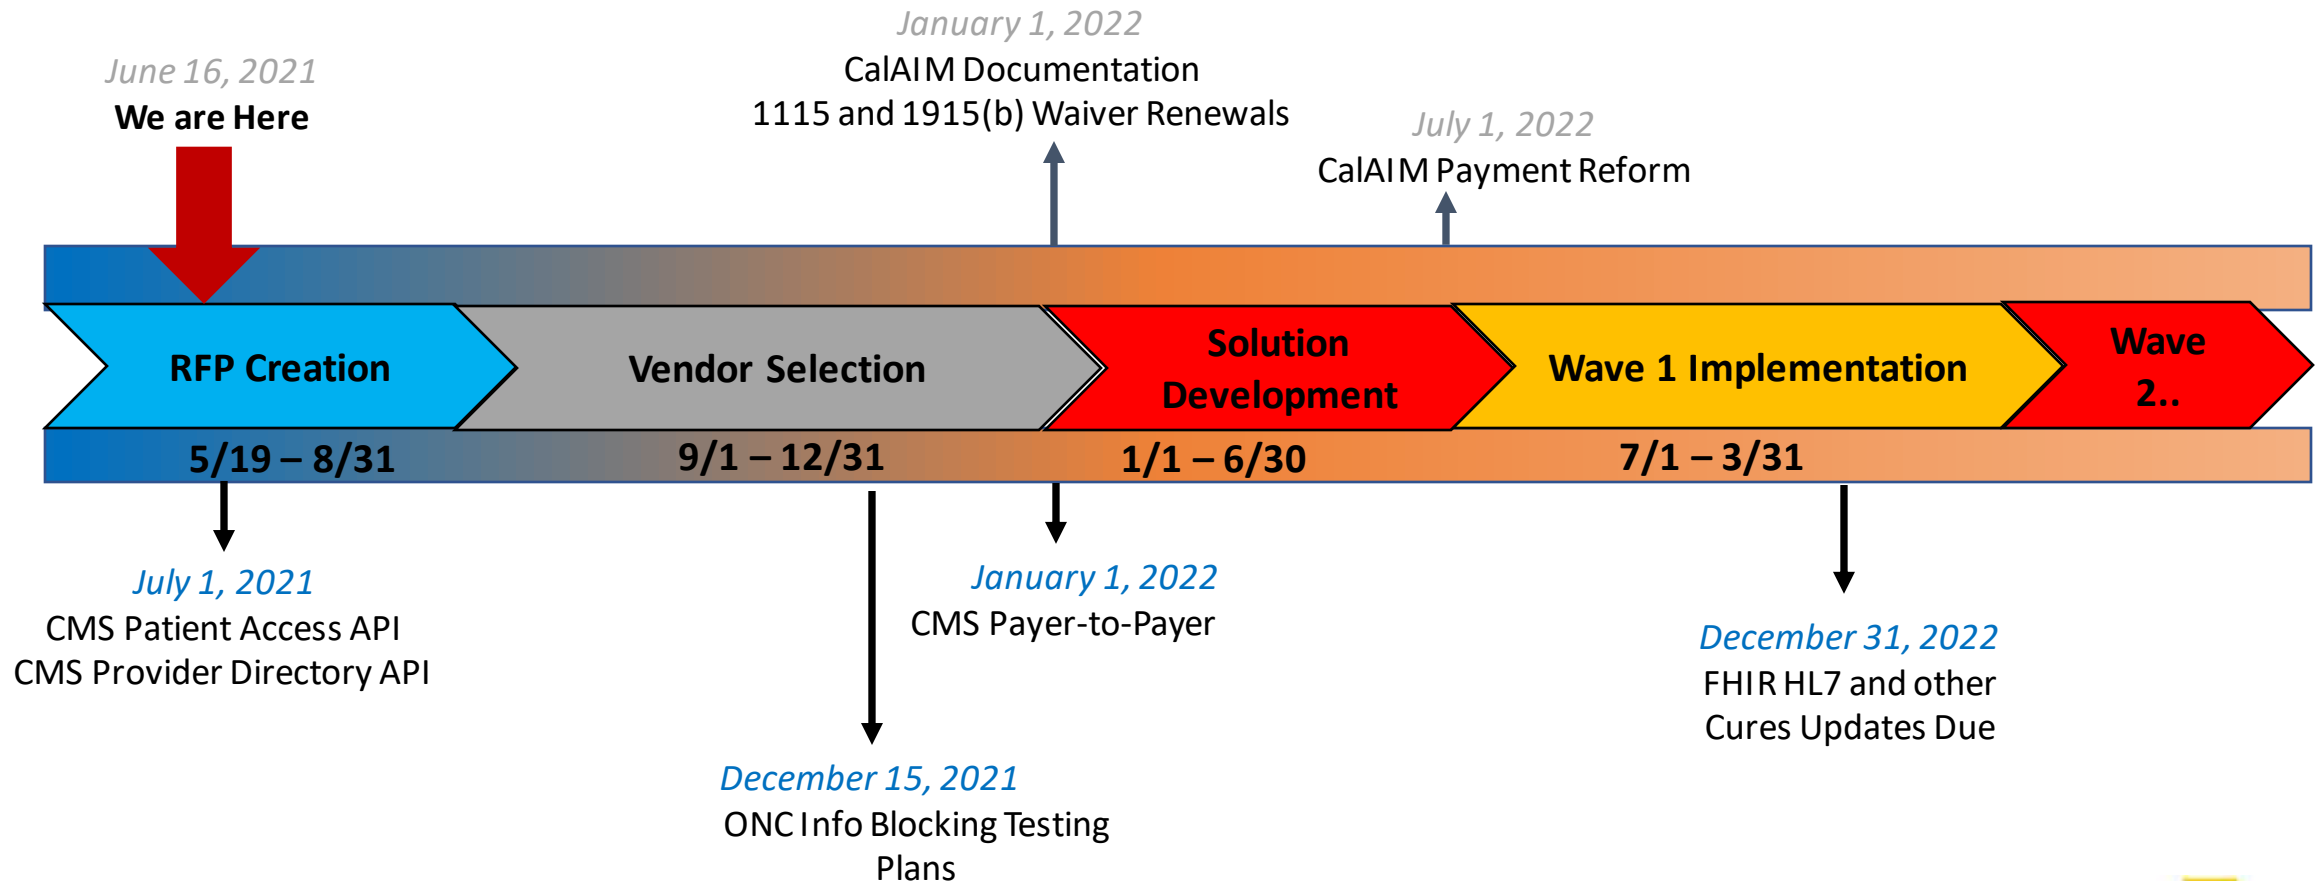 January 1, 2022
CalAIM Documentation
1115 and 1915(b) Waiver Renewals
June 16, 2021
We are Here
July 1, 2022
CalAIM Payment Reform
RFP Creation
Vendor Selection
Solution
Development
Wave 1 Implementation
Wave
2..
5/19 – 8/31
9/1 – 12/31
1/1 – 6/30
7/1 – 3/31
July 1, 2021
CMS Patient Access API
CMS Provider Directory API
January 1, 2022
CMS Payer-to-Payer
December 31, 2022
FHIR HL7 and other
Cures Updates Due
December 15, 2021
ONC Info Blocking Testing
Plans